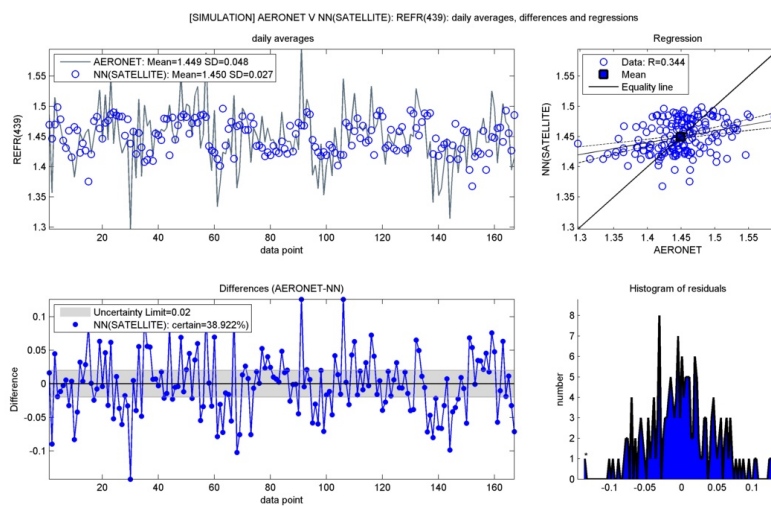 [SIMULATION] AERONET V NN(SATELLITE): REFR(439): daily averages, differences and regressions
daily averages
AERONET: Mean=1.449 SD=0.048
NN(SATELLITE): Mean=1.450 SD=0.027
REFR(439)
1.55
1.5
1.45
1.4
1.35
1.3
20 40 60 80 100 120 140 160
data point
Regression
Data: R=0.344
Mean
Equality line
NN(SATELLITE)
1.55
1.5
1.45
1.4
1.35
1.3
1.3 1.35 1.4 1.45 1.5 1.55
AERONET
Differences (AERONET-NN)
Uncertainty Limit=0.02
NN(SATELLITE): certain=38.922%)
Difference
0.1
0.05
0
-0.05
-0.1
20 40 60 80 100 120 140 160
data point
Histogram of residuals
number
8
7
6
5
4
3
2
1
0
-0.1 -0.05 0 0.05 0.1